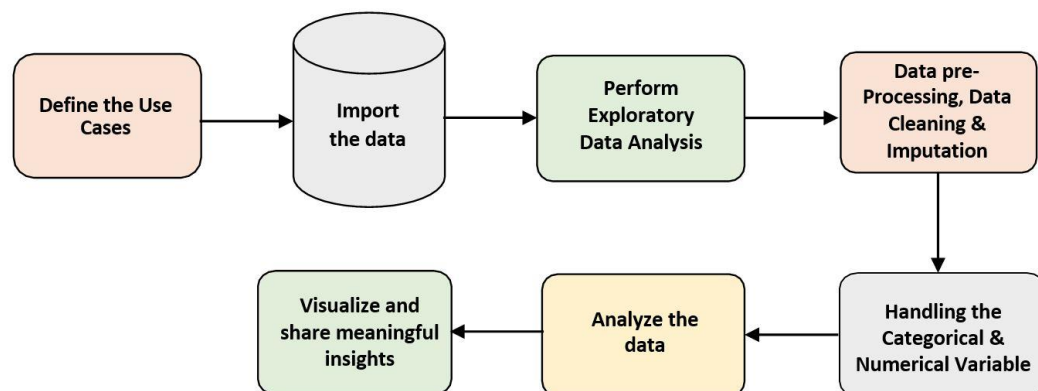 Define the Use
Cases
Import
the data
Perform
Exploratory
Data Analysis
Data pre-
Processing, Data
Cleaning &
Imputation
Handling the
Categorical &
Numerical Variable
Analyze the
data
Visualize and
share meaningful
insights